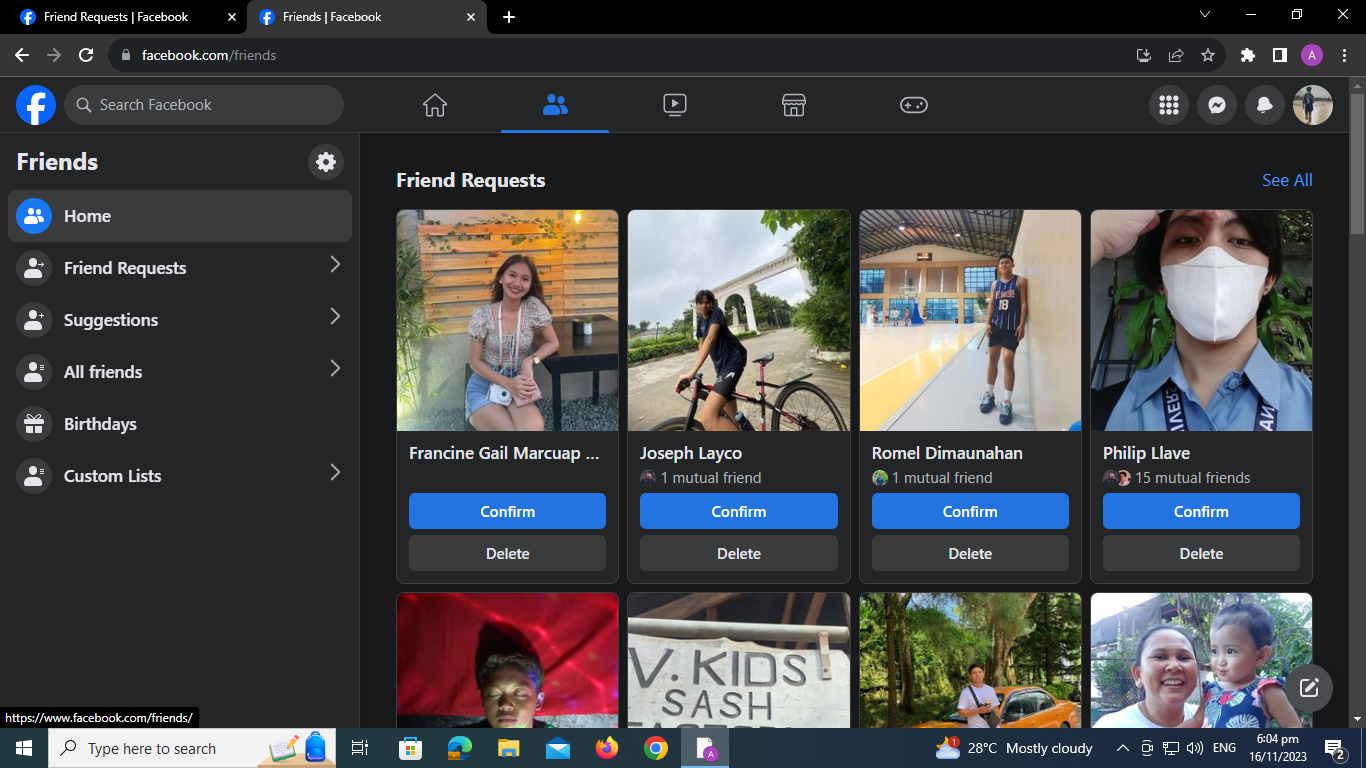 Friend Requests | Facebook
Friends | Facebook
facebook.com/friends
A
Search Facebook
Friends
Home
Friend Requests
Suggestions
All friends
Birthdays
Custom Lists
Friend Requests
See All
18
Francine Gail Marcuap ...
Joseph Layco
1 mutual friend
Romel Dimaunahan
1 mutual friend
Philip Llave
15 mutual friends
Confirm
Confirm
Confirm
Confirm
Delete
Delete
Delete
Delete
V. KIDS
SASH
https://www.facebook.com/friends/
Type here to search
A
1
28°C Mostly cloudy
ENG
6:04 pm
16/11/2023
2